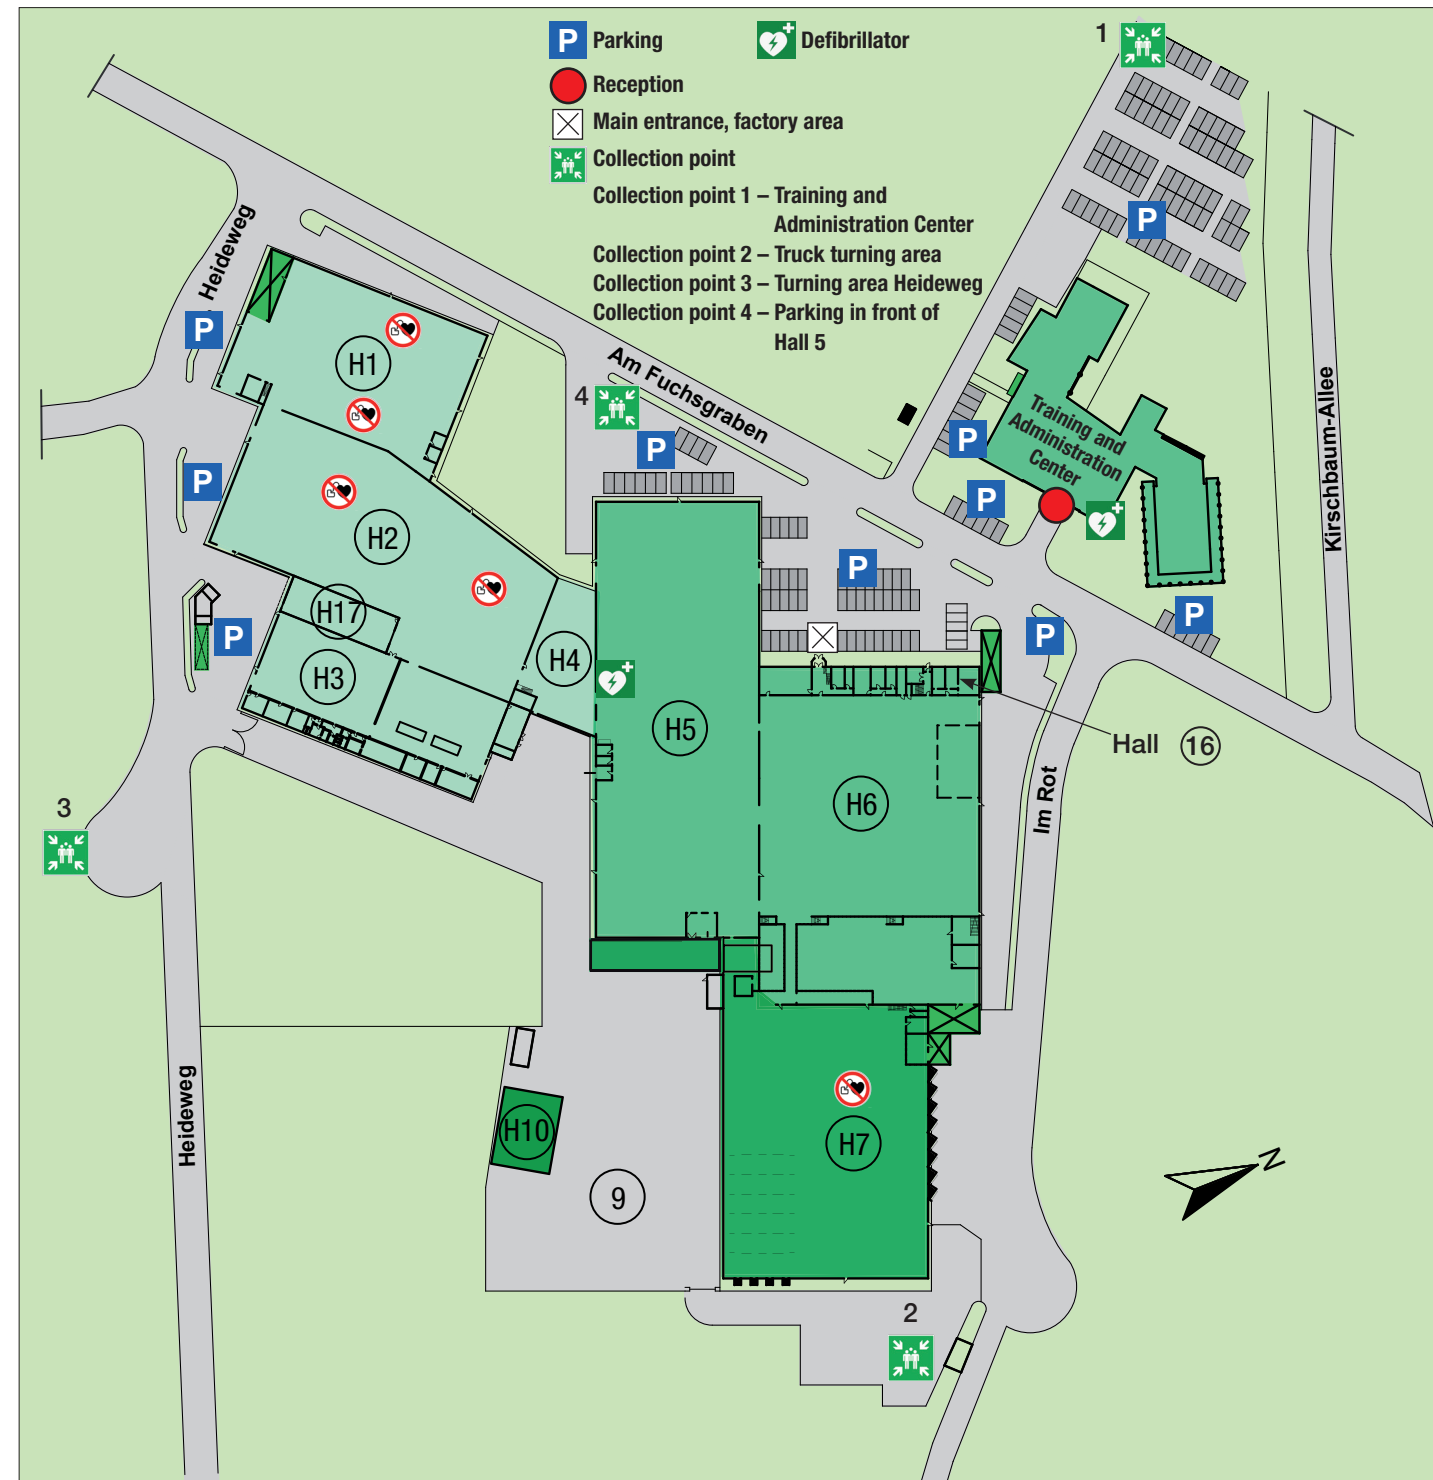 P Parking
Defibrillator
Reception
Main entrance, factory area
Collection point
Collection point 1 – Training and
Administration Center
Collection point 2 – Truck turning area
Collection point 3 – Turning area Heideweg
Collection point 4 – Parking in front of
Hall 5
1
P
Heideweg
P
H1
Am Fuchsgraben
4
P
P
Training and
Administration
Center
Kirschbaum-Allee
P
P
H2
P
H17
P
H3
H4
P
P
H5
Hall 16
H6
Im Rot
3
Heideweg
H10
9
H7
N
2